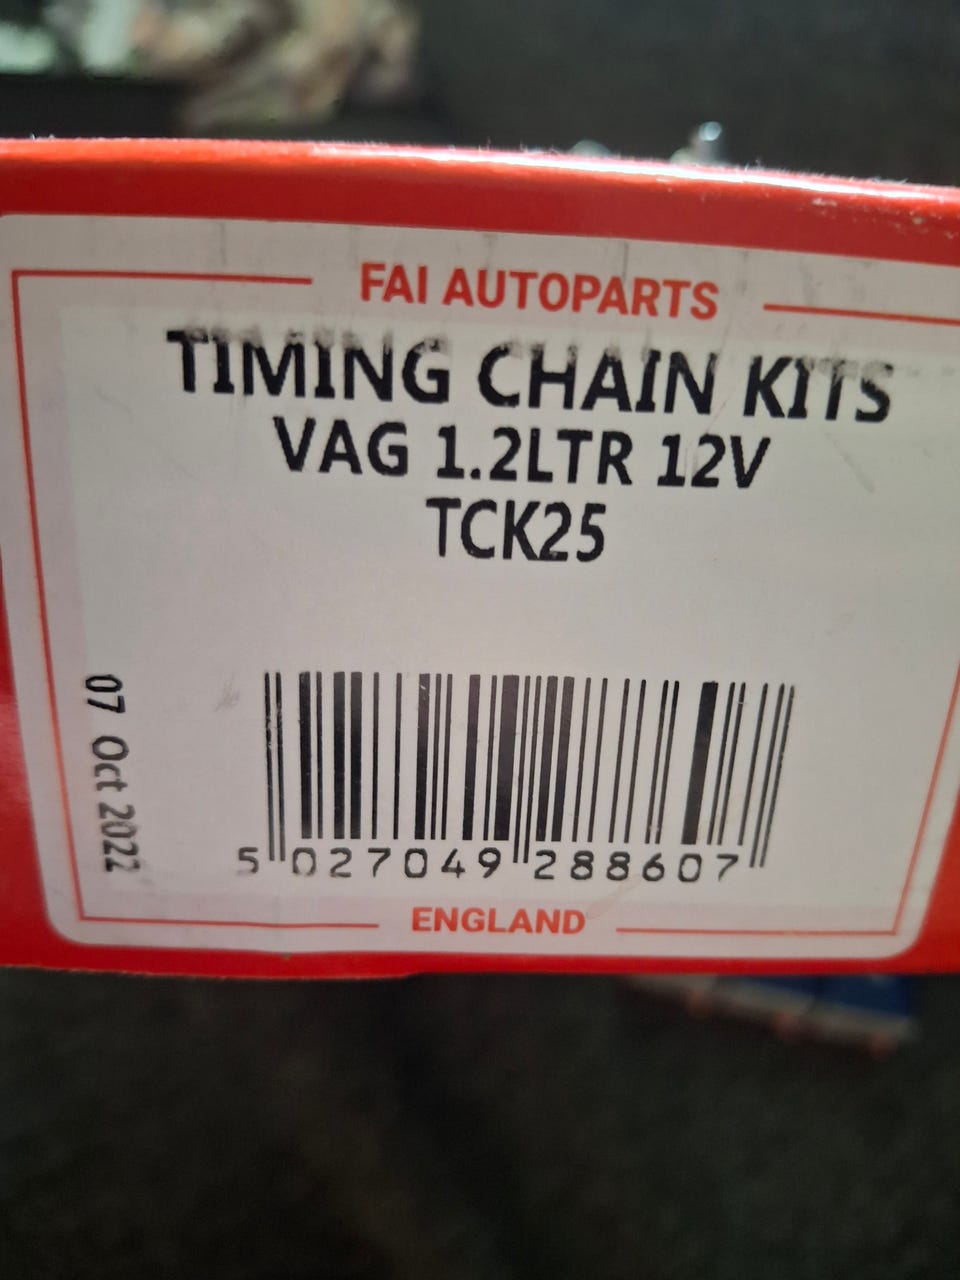 FAI AUTOPARTS
TIMING CHAIN KITS
VAG 1.2LTR 12V
TCK25
07 Oct 2022
5 027049 288607
ENGLAND